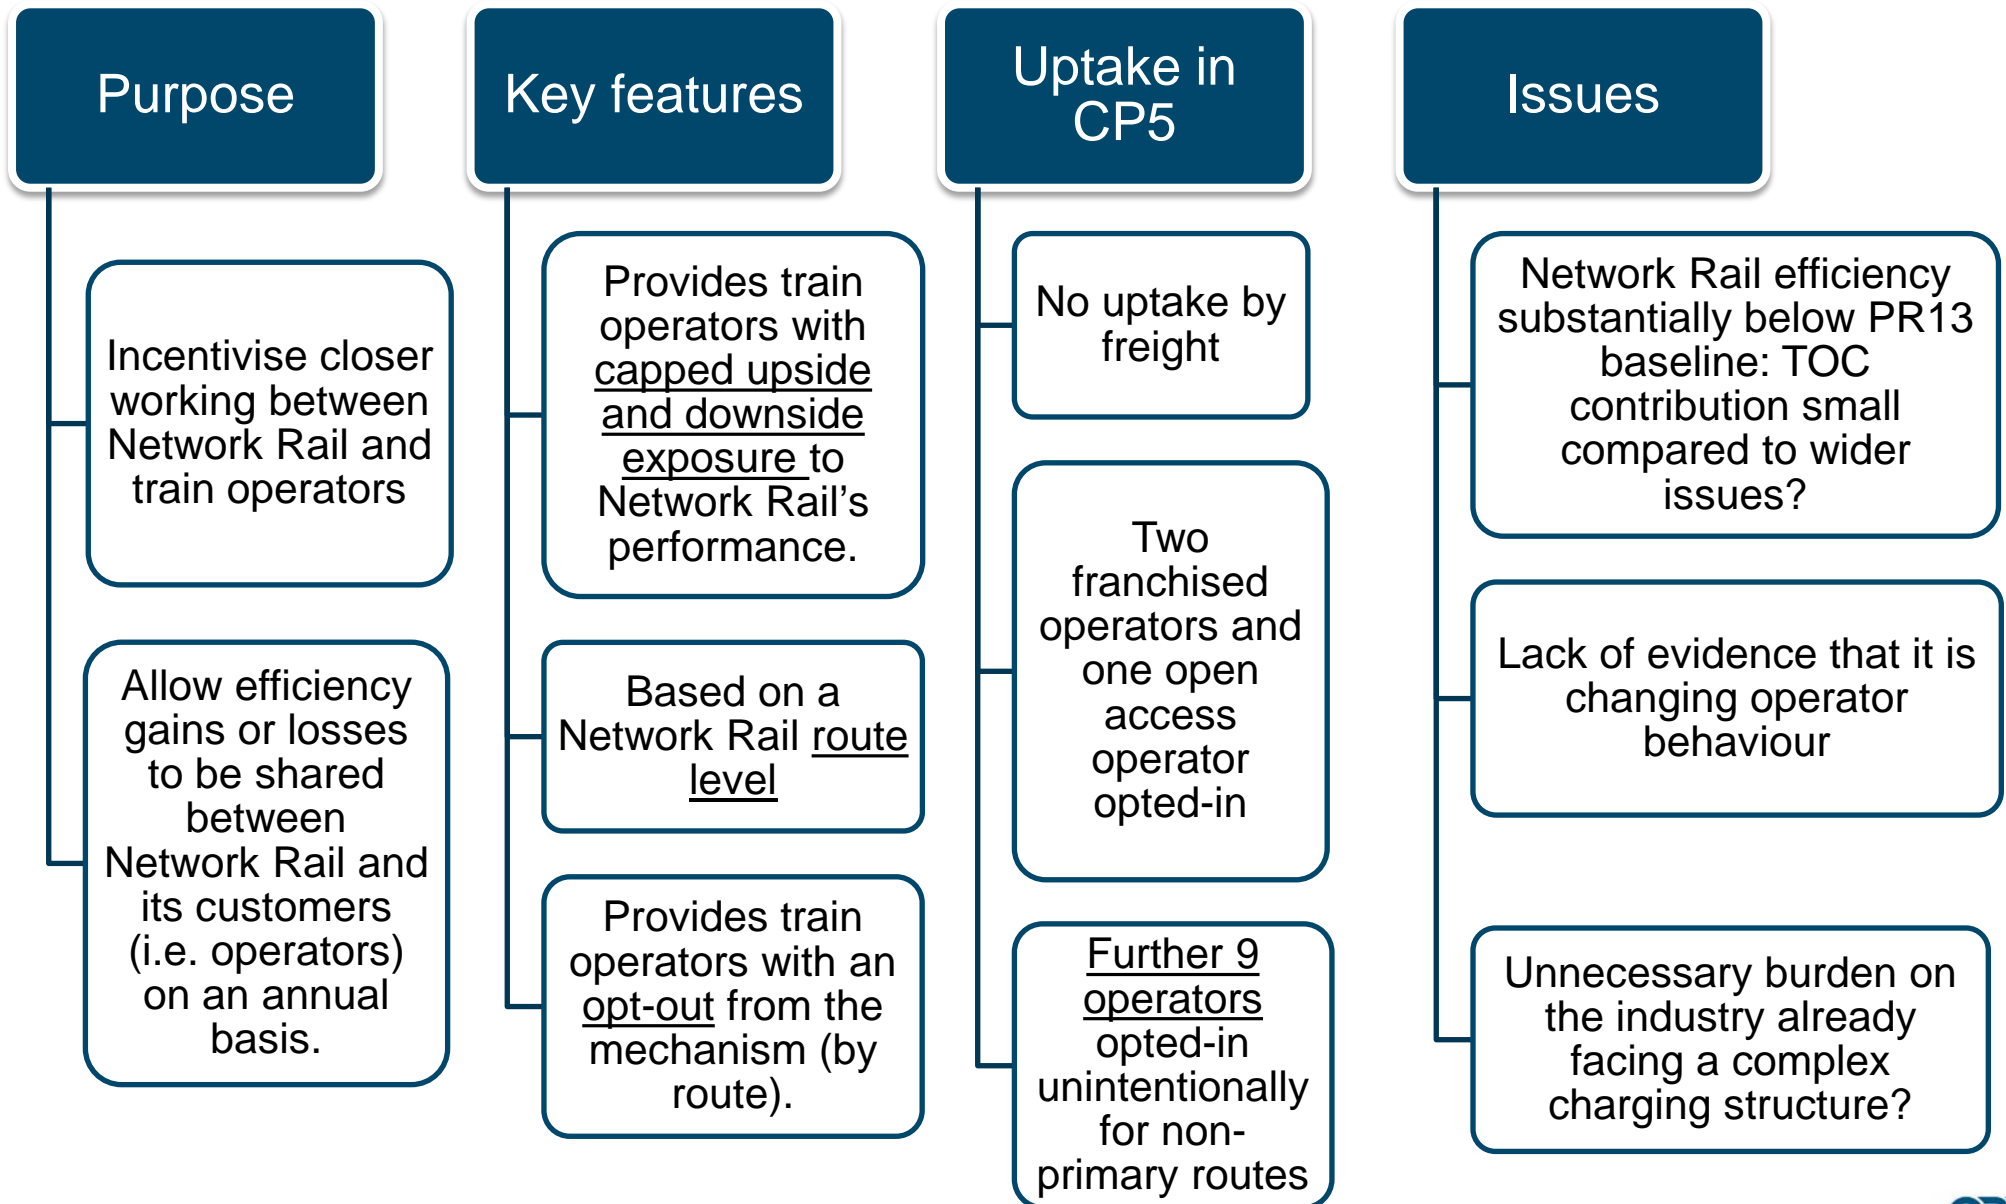 Purpose
Incentivise closer
working between
Network Rail and
train operators
Allow efficiency
gains or losses
to be shared
between
Network Rail and
its customers
(i.e. operators)
on an annual
basis.
Key features
Provides train
operators with
capped upside
and downside
exposure to
Network Rail’s
performance.
Based on a
Network Rail route
level
Provides train
operators with an
opt-out from the
mechanism (by
route).
Uptake in
CP5
No uptake by
freight
Two
franchised
operators and
one open
access
operator
opted-in
Further 9
operators
opted-in
unintentionally
for non-
primary routes
Issues
Network Rail efficiency
substantially below PR13
baseline: TOC
contribution small
compared to wider
issues?
Lack of evidence that it is
changing operator
behaviour
Unnecessary burden on
the industry already
facing a complex
charging structure?